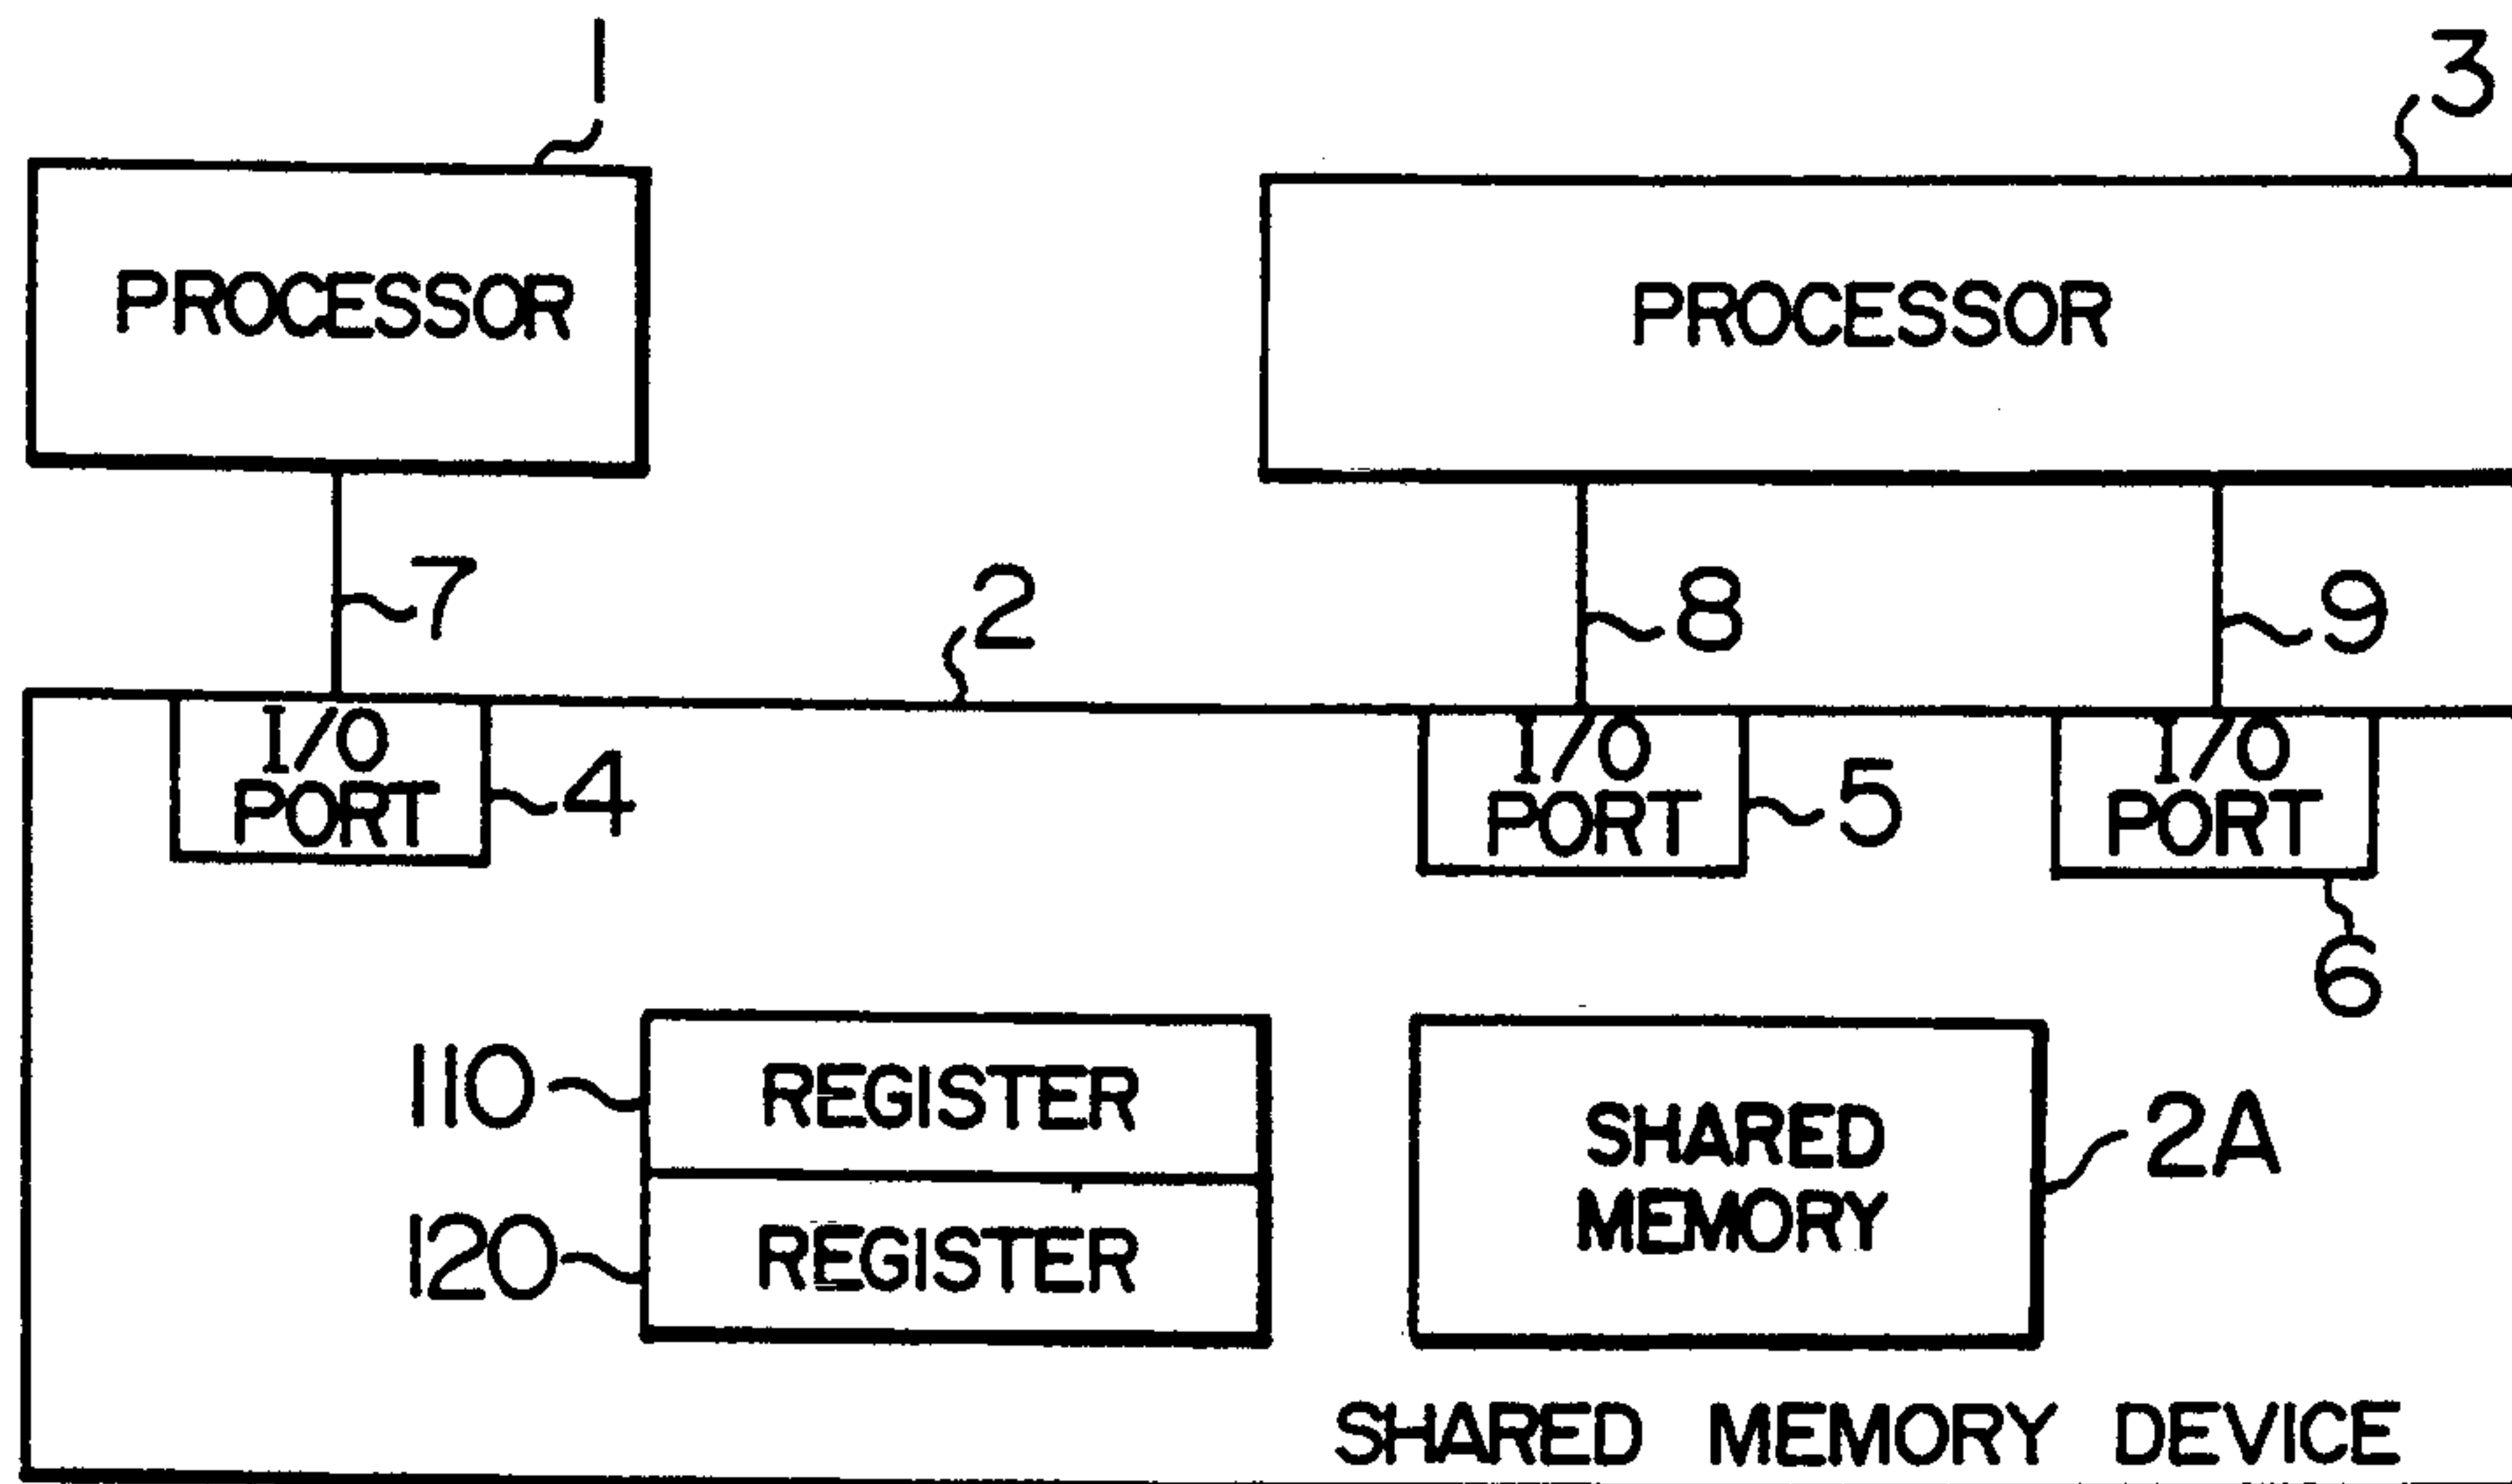 1
3
PROCESSOR
PROCESSOR
7
2
8
9
I/O
PORT
4
I/O
PORT
5
I/O
PORT
6
110
REGISTER
120
REGISTER
SHARED
MEMORY
2A
SHARED MEMORY DEVICE